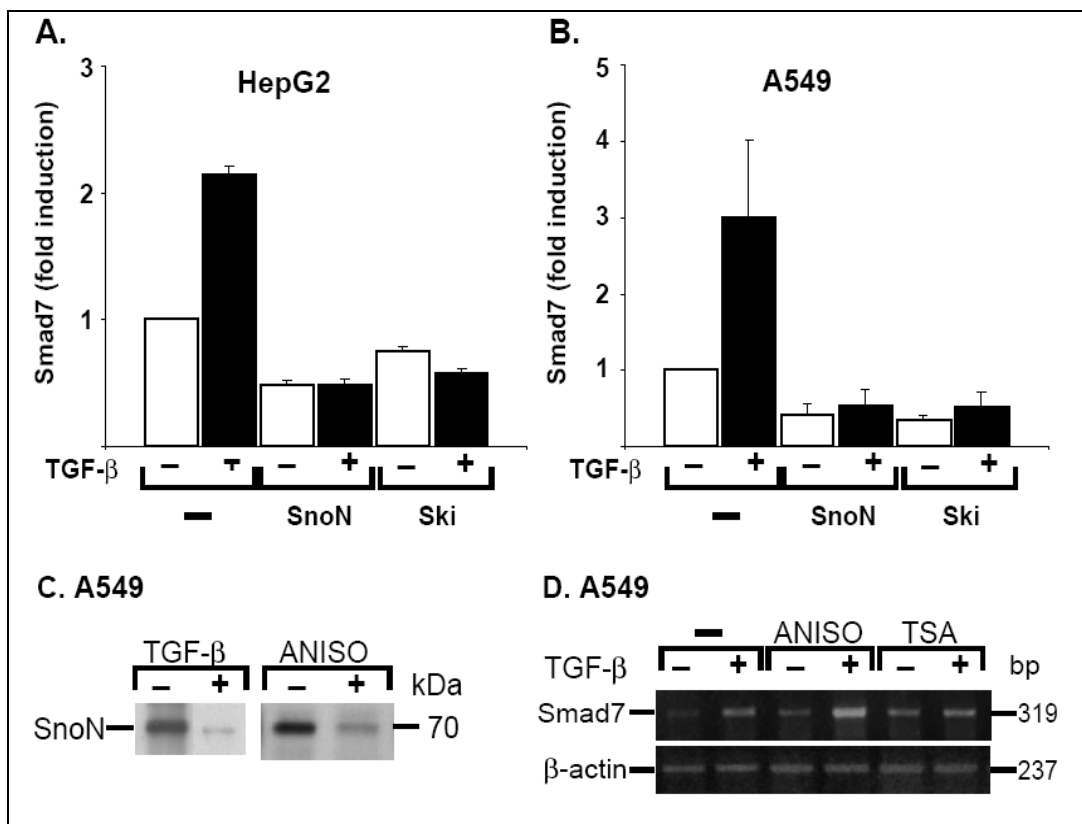 A.
HepG2
Smad7 (fold induction)
3
2
1
TGF-β
− + − + − +
− SnoN Ski
B.
A549
Smad7 (fold induction)
5
4
3
2
1
TGF-β
− + − + − +
− SnoN Ski
C. A549
TGF-β ANISO
− + − + kDa
SnoN 70
D. A549
− ANISO TSA
TGF-β − + − + − + bp
Smad7 319
β-actin 237